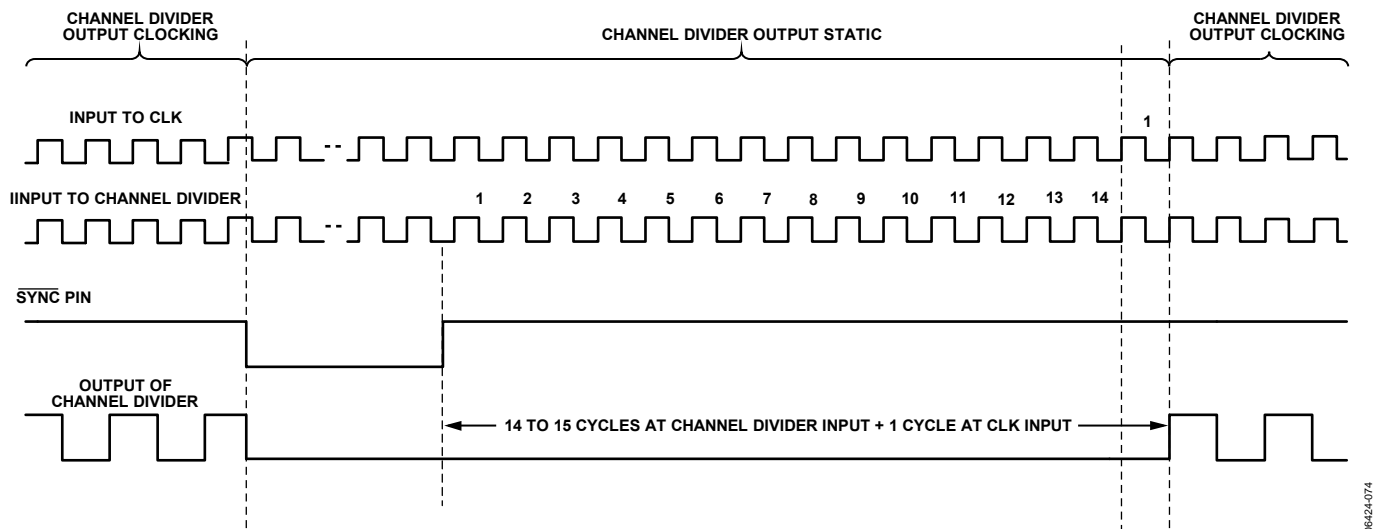 CHANNEL DIVIDER
OUTPUT CLOCKING
CHANNEL DIVIDER OUTPUT STATIC
CHANNEL DIVIDER
OUTPUT CLOCKING
INPUT TO CLK
1
IINPUT TO CHANNEL DIVIDER
1 2 3 4 5 6 7 8 9 10 11 12 13 14
SYNC PIN
OUTPUT OF
CHANNEL DIVIDER
14 TO 15 CYCLES AT CHANNEL DIVIDER INPUT + 1 CYCLE AT CLK INPUT
06424-074